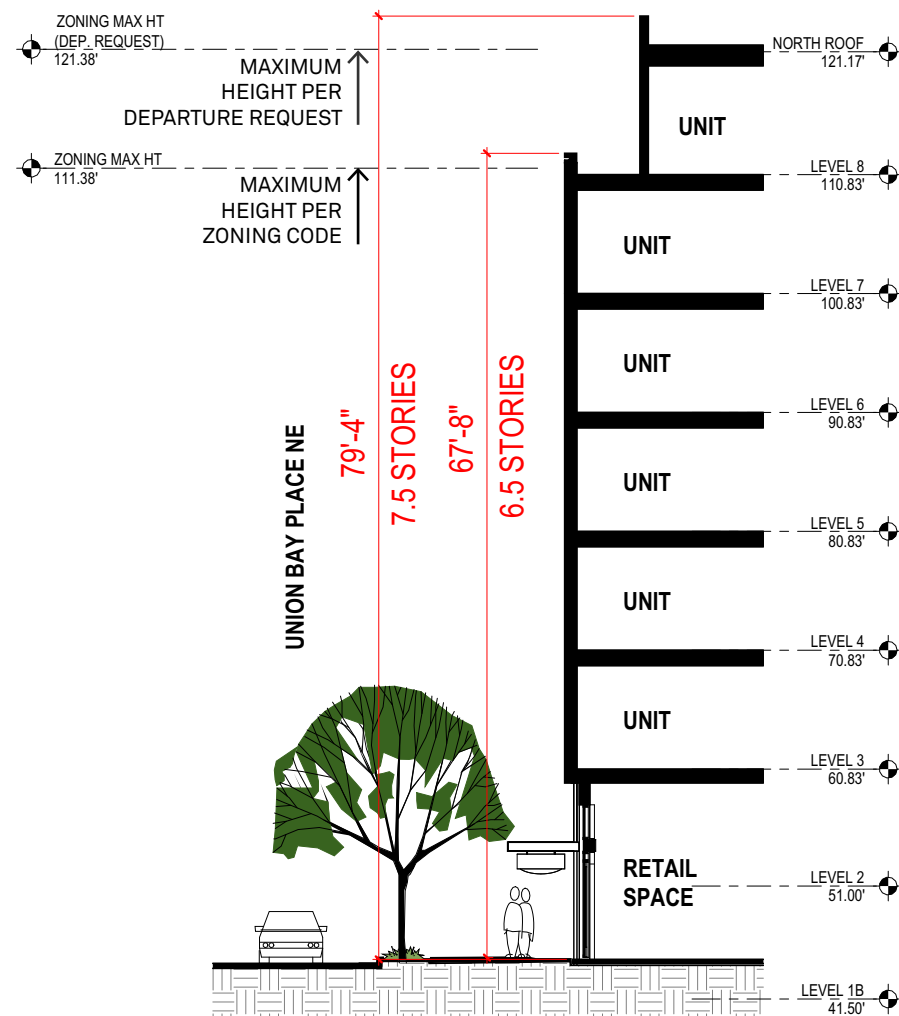 ZONING MAX HT
(DEP. REQUEST)
121.38'
MAXIMUM
HEIGHT PER
DEPARTURE REQUEST
ZONING MAX HT
111.38'
MAXIMUM
HEIGHT PER
ZONING CODE
UNION BAY PLACE NE
79'-4"
7.5 STORIES
67'-8"
6.5 STORIES
NORTH ROOF
121.17'
UNIT
LEVEL 8
110.83'
UNIT
LEVEL 7
100.83'
UNIT
LEVEL 6
90.83'
UNIT
LEVEL 5
80.83'
UNIT
LEVEL 4
70.83'
UNIT
LEVEL 3
60.83'
RETAIL
SPACE
LEVEL 2
51.00'
LEVEL 1B
41.50'